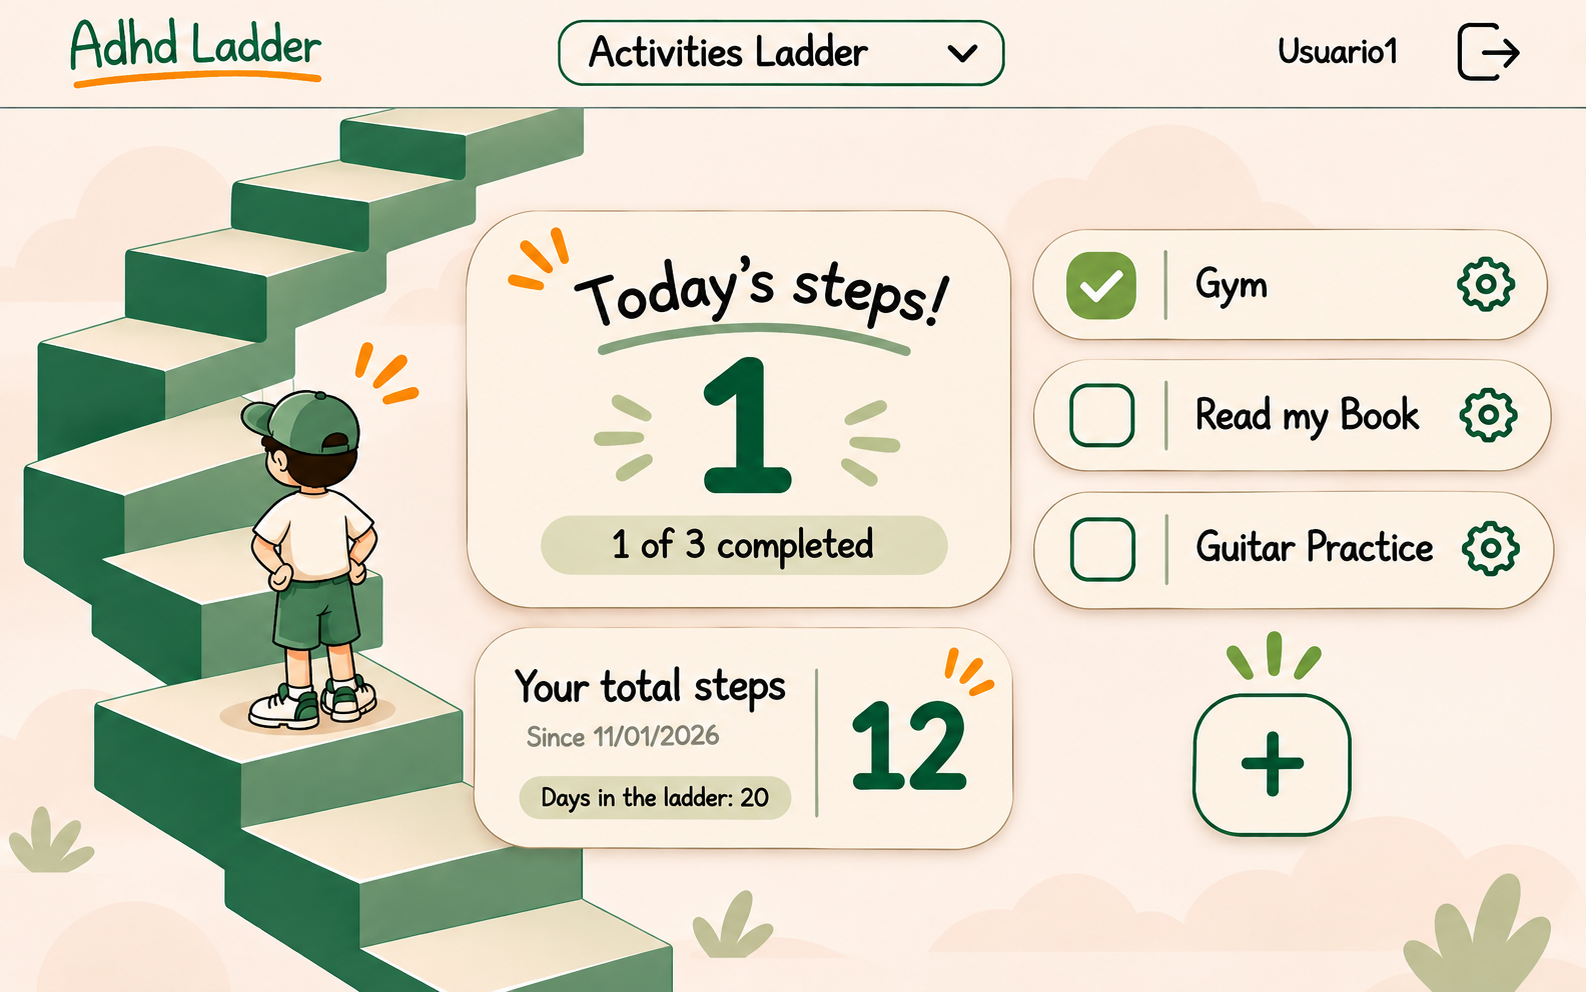 Adhd Ladder
Activities Ladder
Usuario1
Today's steps!
1
1 of 3 completed
Your total steps
Since 11/01/2026
Days in the ladder: 20
12
Gym
Read my Book
Guitar Practice